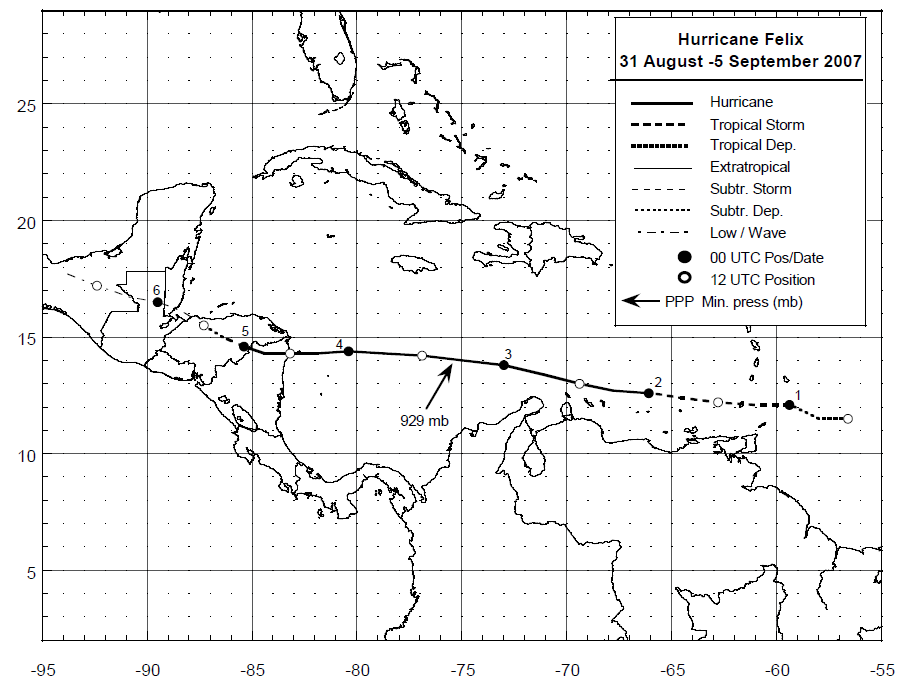 Hurricane Felix
31 August -5 September 2007
Hurricane
Tropical Storm
Tropical Dep.
Extratropical
Subtr. Storm
Subtr. Dep.
Low / Wave
00 UTC Pos/Date
12 UTC Position
PPP Min. press (mb)
25
20
15
10
5
6
5
4
3
2
1
929 mb
-95 -90 -85 -80 -75 -70 -65 -60 -55